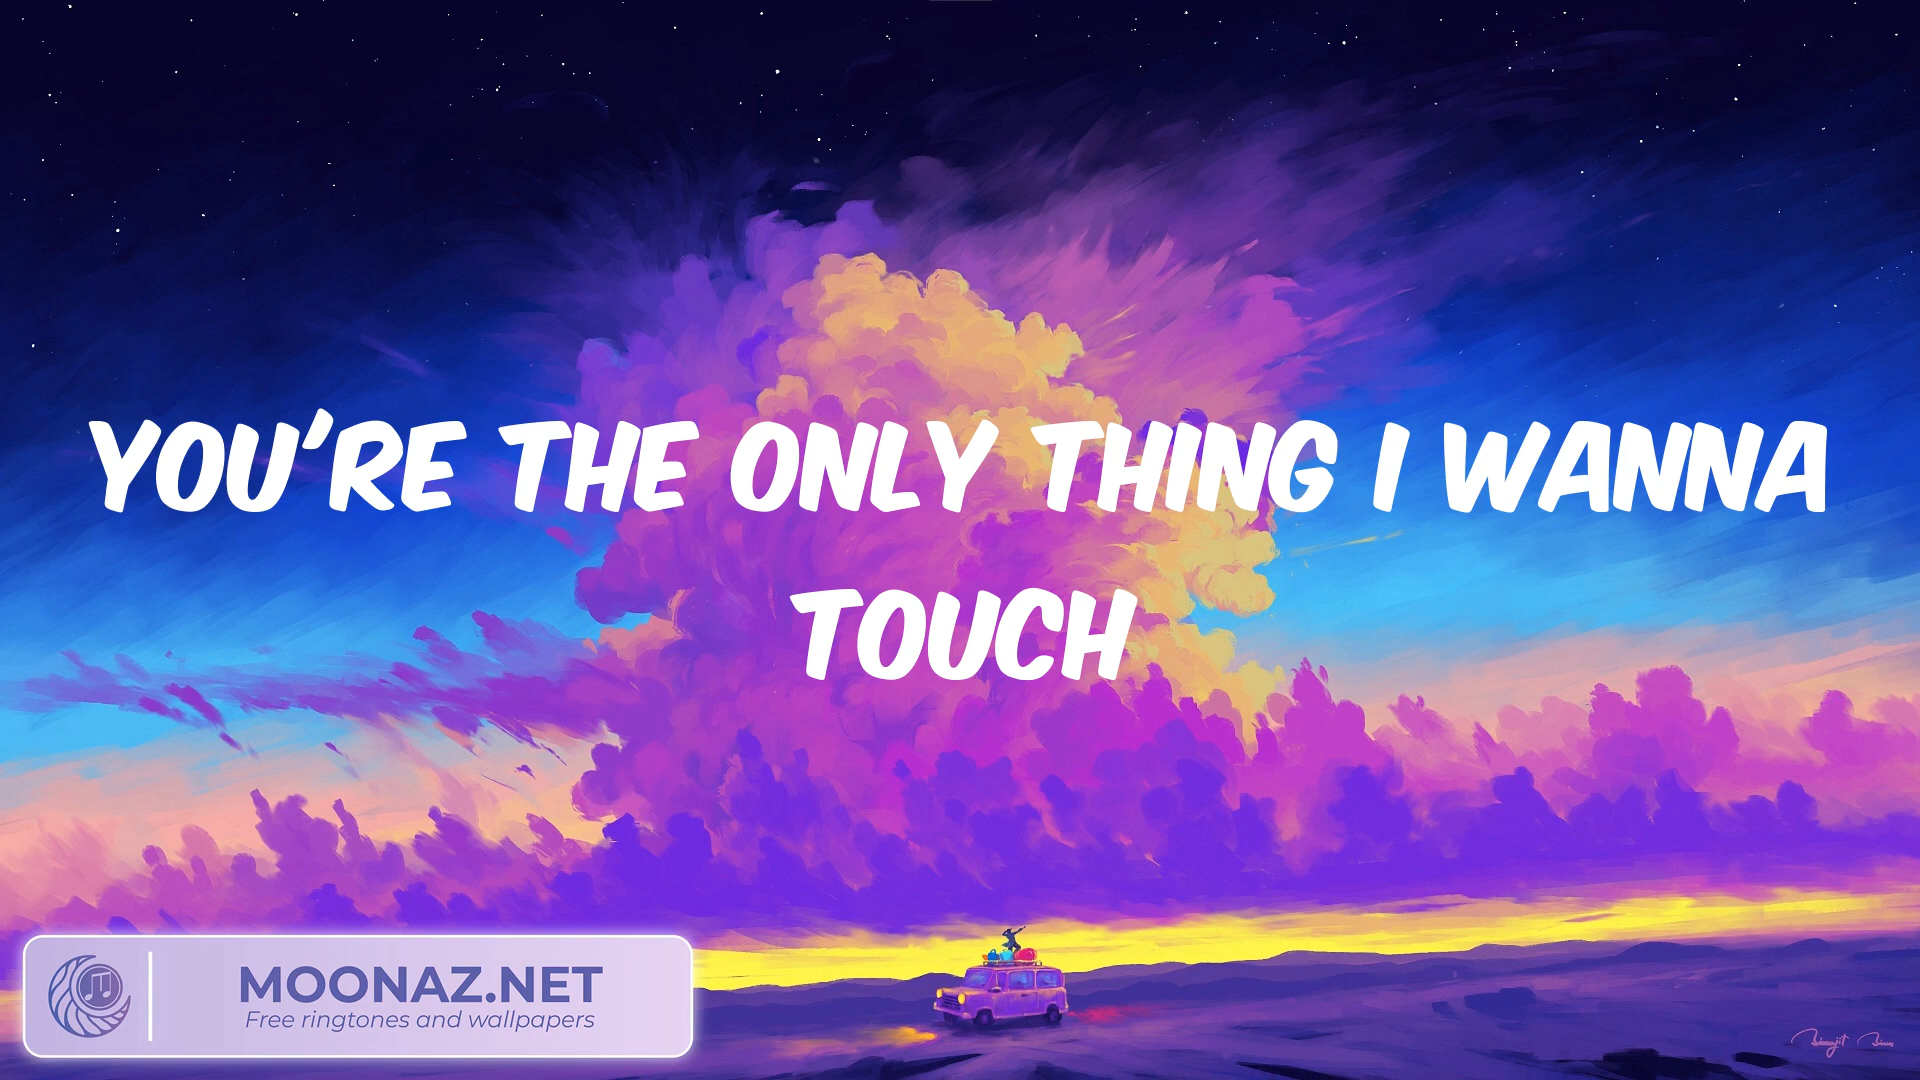 YOU'RE THE ONLY THING I WANNA
TOUCH
MOONAZ.NET
Free ringtones and wallpapers